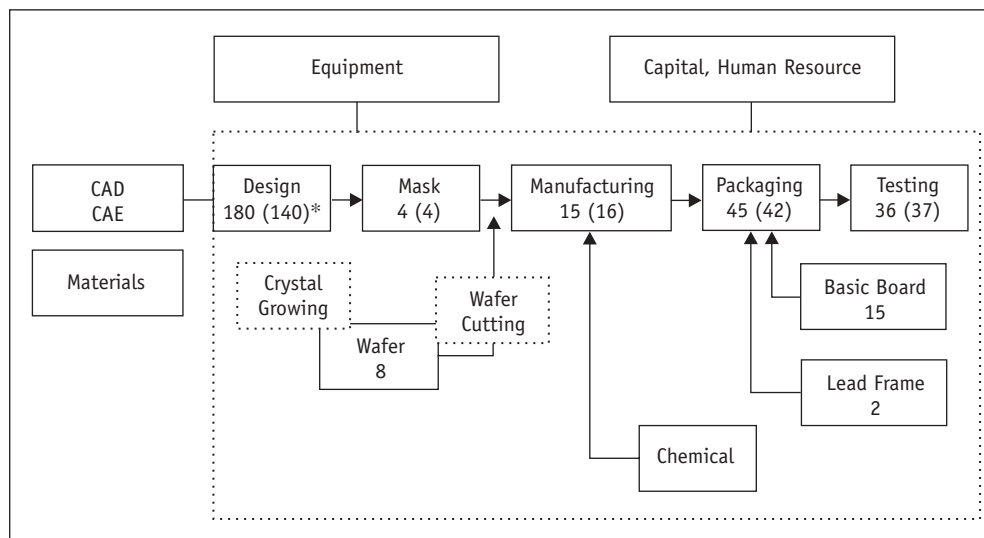 Equipment
Capital, Human Resource
CAD
CAE
Design
180 (140)*
Mask
4 (4)
Manufacturing
15 (16)
Packaging
45 (42)
Testing
36 (37)
Materials
Crystal
Growing
Wafer
Cutting
Wafer
8
Basic Board
15
Lead Frame
2
Chemical